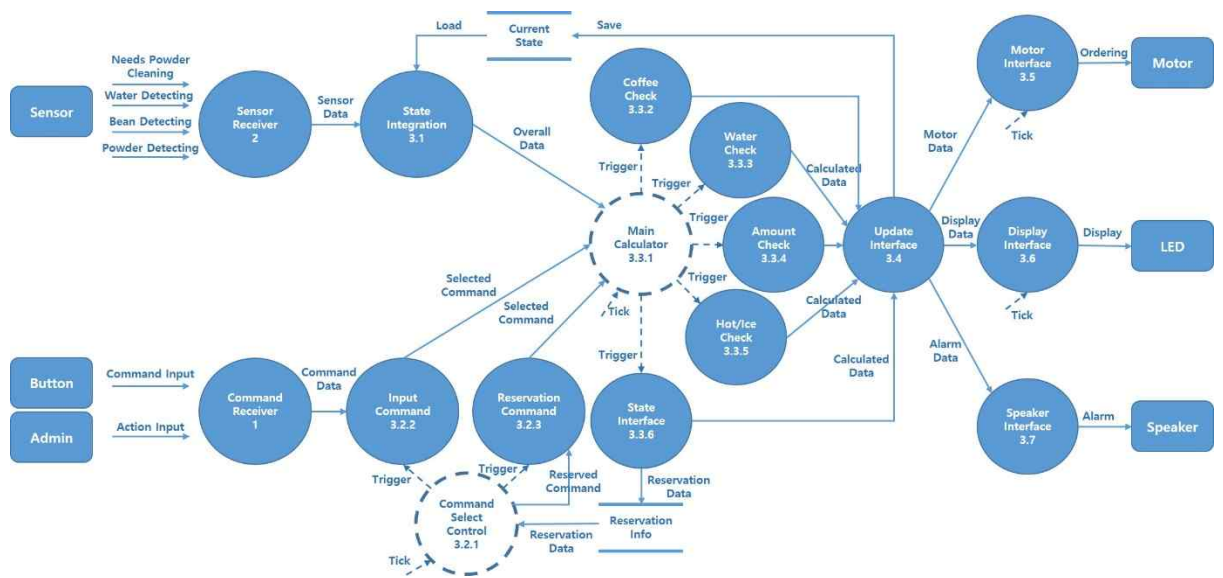 Load
Current
State
Save
Needs Powder
Cleaning
Water Detecting
Bean Detecting
Powder Detecting
Sensor
Sensor
Receiver
2
Sensor
Data
State
Integration
3.1
Overall
Data
Coffee
Check
3.3.2
Water
Check
3.3.3
Trigger
Trigger
Trigger
Trigger
Trigger
Main
Calculator
3.3.1
Tick
Amount
Check
3.3.4
Hot/Ice
Check
3.3.5
Calculated
Data
Calculated
Data
Calculated
Data
Update
Interface
3.4
Motor
Data
Motor
Interface
3.5
Ordering
Motor
Tick
Display
Data
Display
Interface
3.6
Display
LED
Tick
Alarm
Data
Speaker
Interface
3.7
Alarm
Speaker
Selected
Command
Selected
Command
Button
Command Input
Admin
Action Input
Command
Receiver
1
Command
Data
Input
Command
3.2.2
Reservation
Command
3.2.3
State
Interface
3.3.6
Trigger
Trigger
Reserved
Command
Reservation
Data
Command
Select
Control
3.2.1
Reservation
Data
Reservation
Info
Tick